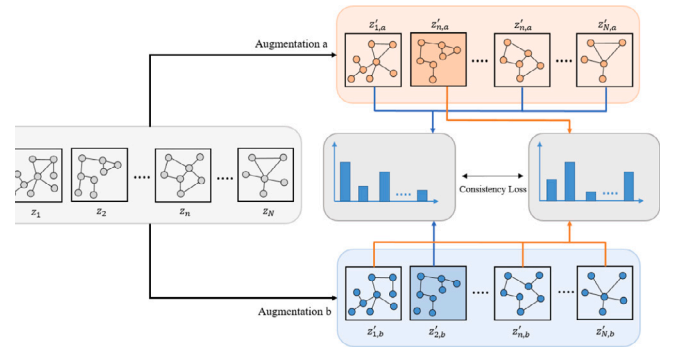 z′1,a z′n,a z′n,a z′N,a
Augmentation a
z1 z2 zn zN
Consistency Loss
Augmentation b
z′1,b z′2,b z′n,b z′N,b